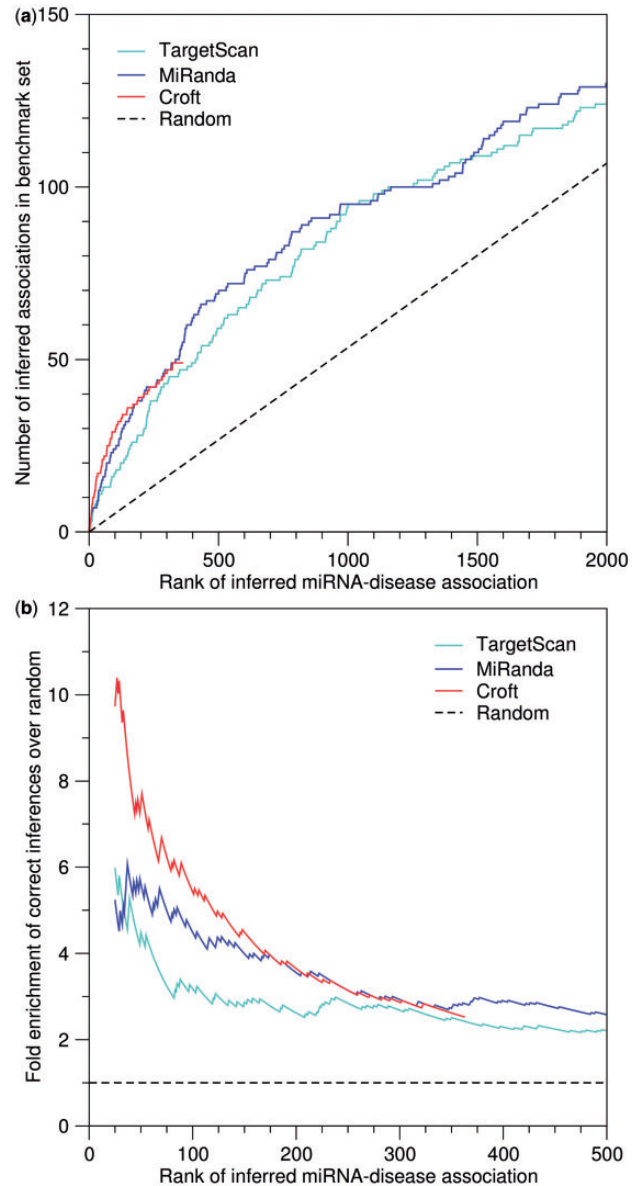 (a)
150
100
50
0
Number of inferred associations in benchmark set
TargetScan
MiRanda
Croft
Random
0 500 1000 1500 2000
Rank of inferred miRNA-disease association
(b)
12
10
8
6
4
2
0
Fold enrichment of correct inferences over random
TargetScan
MiRanda
Croft
Random
0 100 200 300 400 500
Rank of inferred miRNA-disease association